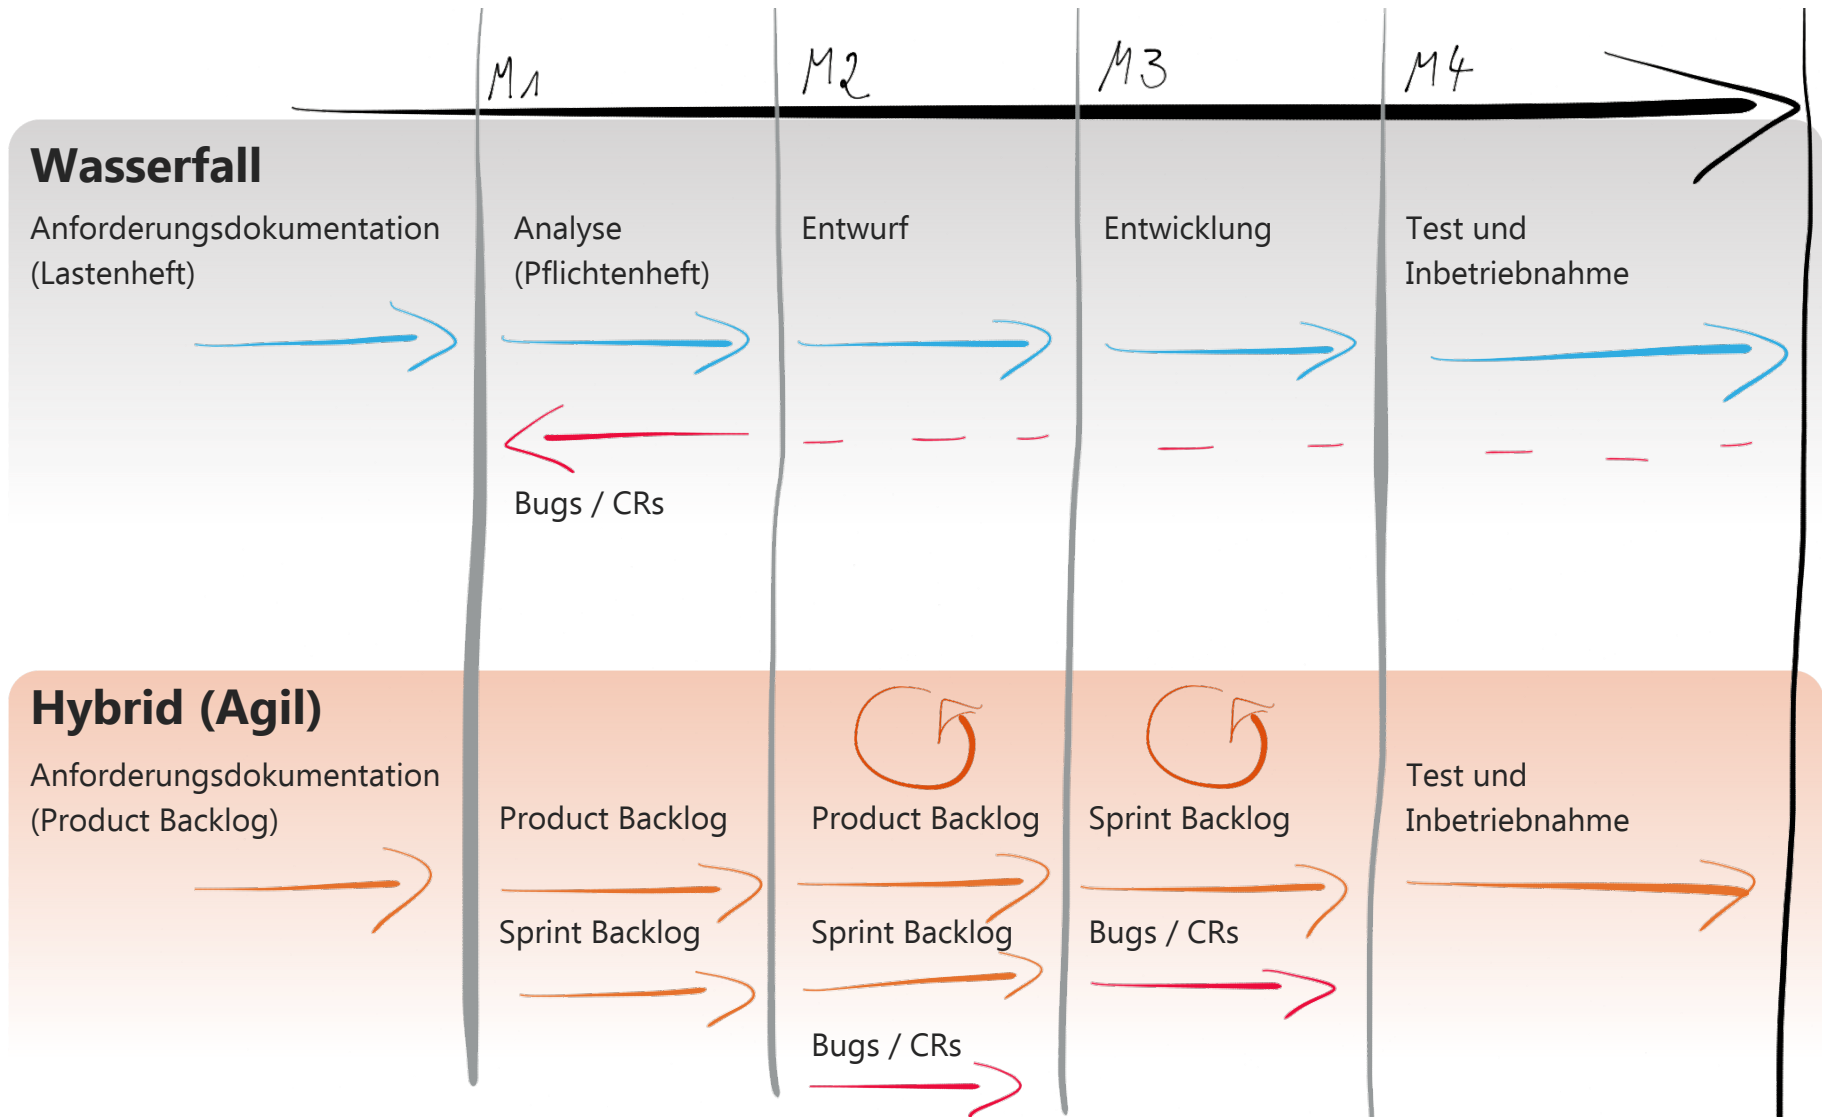 M1
M2
M3
M4
Wasserfall
Anforderungsdokumentation
(Lastenheft)
Analyse
(Pflichtenheft)
Entwurf
Entwicklung
Test und
Inbetriebnahme
Bugs / CRs
Hybrid (Agil)
Anforderungsdokumentation
(Product Backlog)
Product Backlog
Sprint Backlog
Product Backlog
Sprint Backlog
Bugs / CRs
Sprint Backlog
Bugs / CRs
Test und
Inbetriebnahme